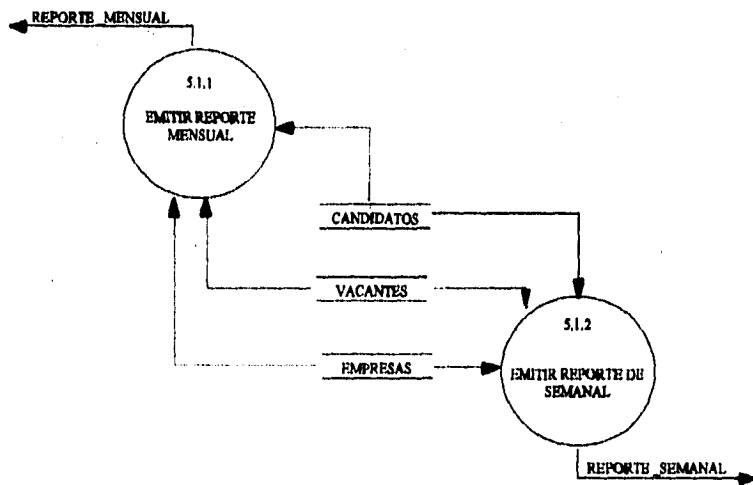 REPORTE_MENSUAL
5.1.1
EMITIR REPORTE
MENSUAL
CANDIDATOS
VACANTES
5.1.2
EMPRESAS
EMITIR REPORTE DE
SEMANAL
REPORTE_SEMANAL